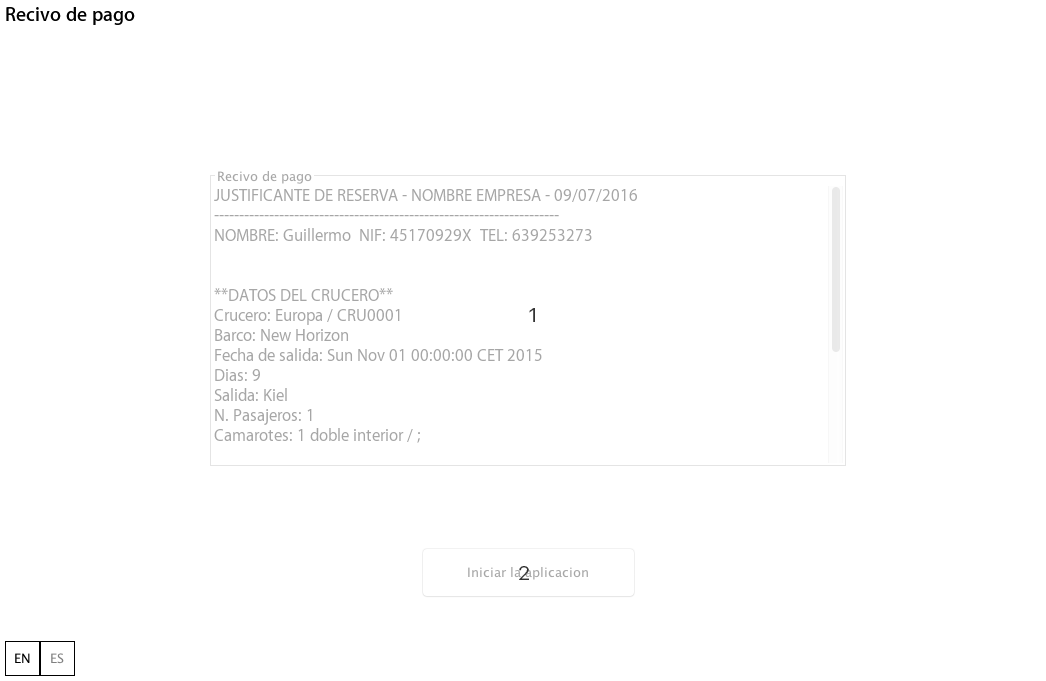 Recivo de pago
Recivo de pago
JUSTIFICANTE DE RESERVA - NOMBRE EMPRESA - 09/07/2016
---------------------------------------------------------------------
NOMBRE: Guillermo  NIF: 45170929X  TEL: 639253273
**DATOS DEL CRUCERO**
Crucero: Europa / CRU0001
1
Barco: New Horizon
Fecha de salida: Sun Nov 01 00:00:00 CET 2015
Dias: 9
Salida: Kiel
N. Pasajeros: 1
Camarotes: 1 doble interior / ;
Iniciar la aplicacion
2
EN ES